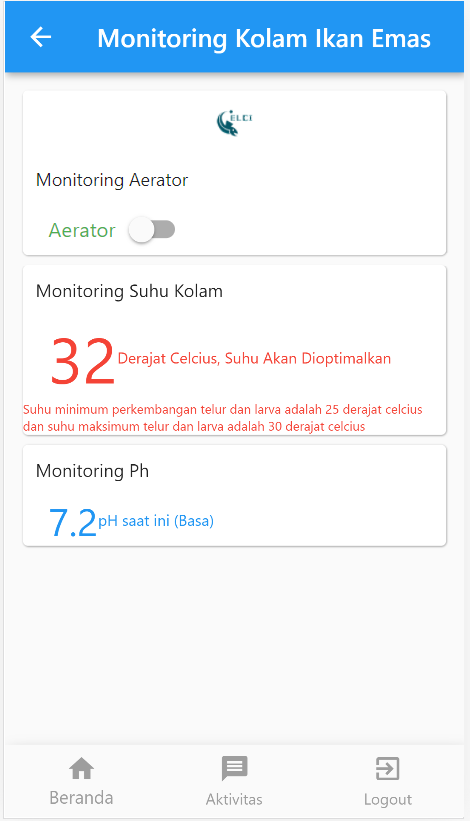 Monitoring Kolam Ikan Emas
ELCI
Monitoring Aerator
Aerator
Monitoring Suhu Kolam
32 Derajat Celcius, Suhu Akan Dioptimalkan
Suhu minimum perkembangan telur dan larva adalah 25 derajat celcius
dan suhu maksimum telur dan larva adalah 30 derajat celcius
Monitoring Ph
7.2 pH saat ini (Basa)
Beranda
Aktivitas
Logout